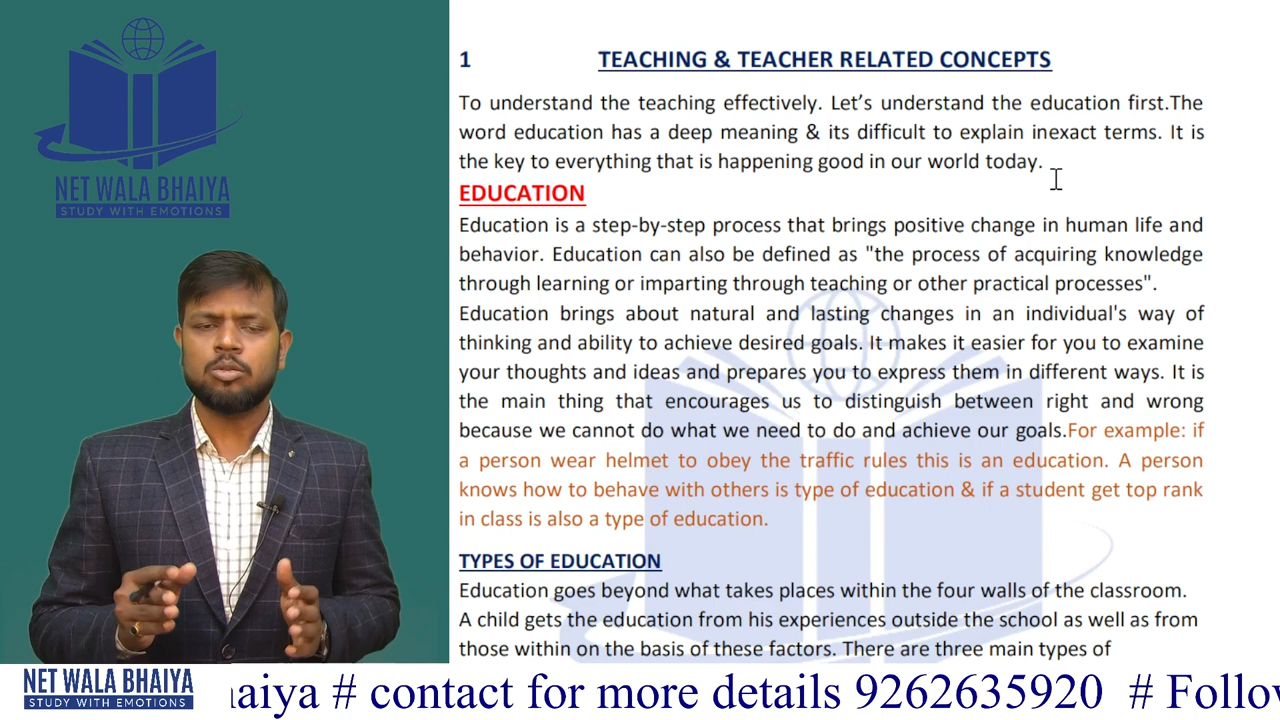 NET WALA BHAIYA
STUDY WITH EMOTIONS
1 TEACHING & TEACHER RELATED CONCEPTS
To understand the teaching effectively. Let’s understand the education first.The
word education has a deep meaning & its difficult to explain inexact terms. It is
the key to everything that is happening good in our world today.
EDUCATION
Education is a step-by-step process that brings positive change in human life and
behavior. Education can also be defined as "the process of acquiring knowledge
through learning or imparting through teaching or other practical processes".
Education brings about natural and lasting changes in an individual's way of
thinking and ability to achieve desired goals. It makes it easier for you to examine
your thoughts and ideas and prepares you to express them in different ways. It is
the main thing that encourages us to distinguish between right and wrong
because we cannot do what we need to do and achieve our goals.For example: if
a person wear helmet to obey the traffic rules this is an education. A person
knows how to behave with others is type of education & if a student get top rank
in class is also a type of education.
TYPES OF EDUCATION
Education goes beyond what takes places within the four walls of the classroom.
A child gets the education from his experiences outside the school as well as from
those within on the basis of these factors. There are three main types of
NET WALA BHAIYA
STUDY WITH EMOTIONS
haiya # contact for more details 9262635920 # Follow